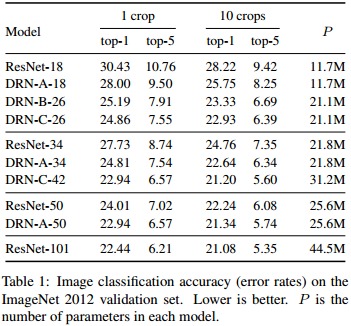 Model 1 crop 10 crops P
top-1 top-5 top-1 top-5
ResNet-18 30.43 10.76 28.22 9.42 11.7M
DRN-A-18 28.00 9.50 25.75 8.25 11.7M
DRN-B-26 25.19 7.91 23.33 6.69 21.1M
DRN-C-26 24.86 7.55 22.93 6.39 21.1M
ResNet-34 27.73 8.74 24.76 7.35 21.8M
DRN-A-34 24.81 7.54 22.64 6.34 21.8M
DRN-C-42 22.94 6.57 21.20 5.60 31.2M
ResNet-50 24.01 7.02 22.24 6.08 25.6M
DRN-A-50 22.94 6.57 21.34 5.74 25.6M
ResNet-101 22.44 6.21 21.08 5.35 44.5M
Table 1: Image classification accuracy (error rates) on the
ImageNet 2012 validation set. Lower is better. P is the
number of parameters in each model.